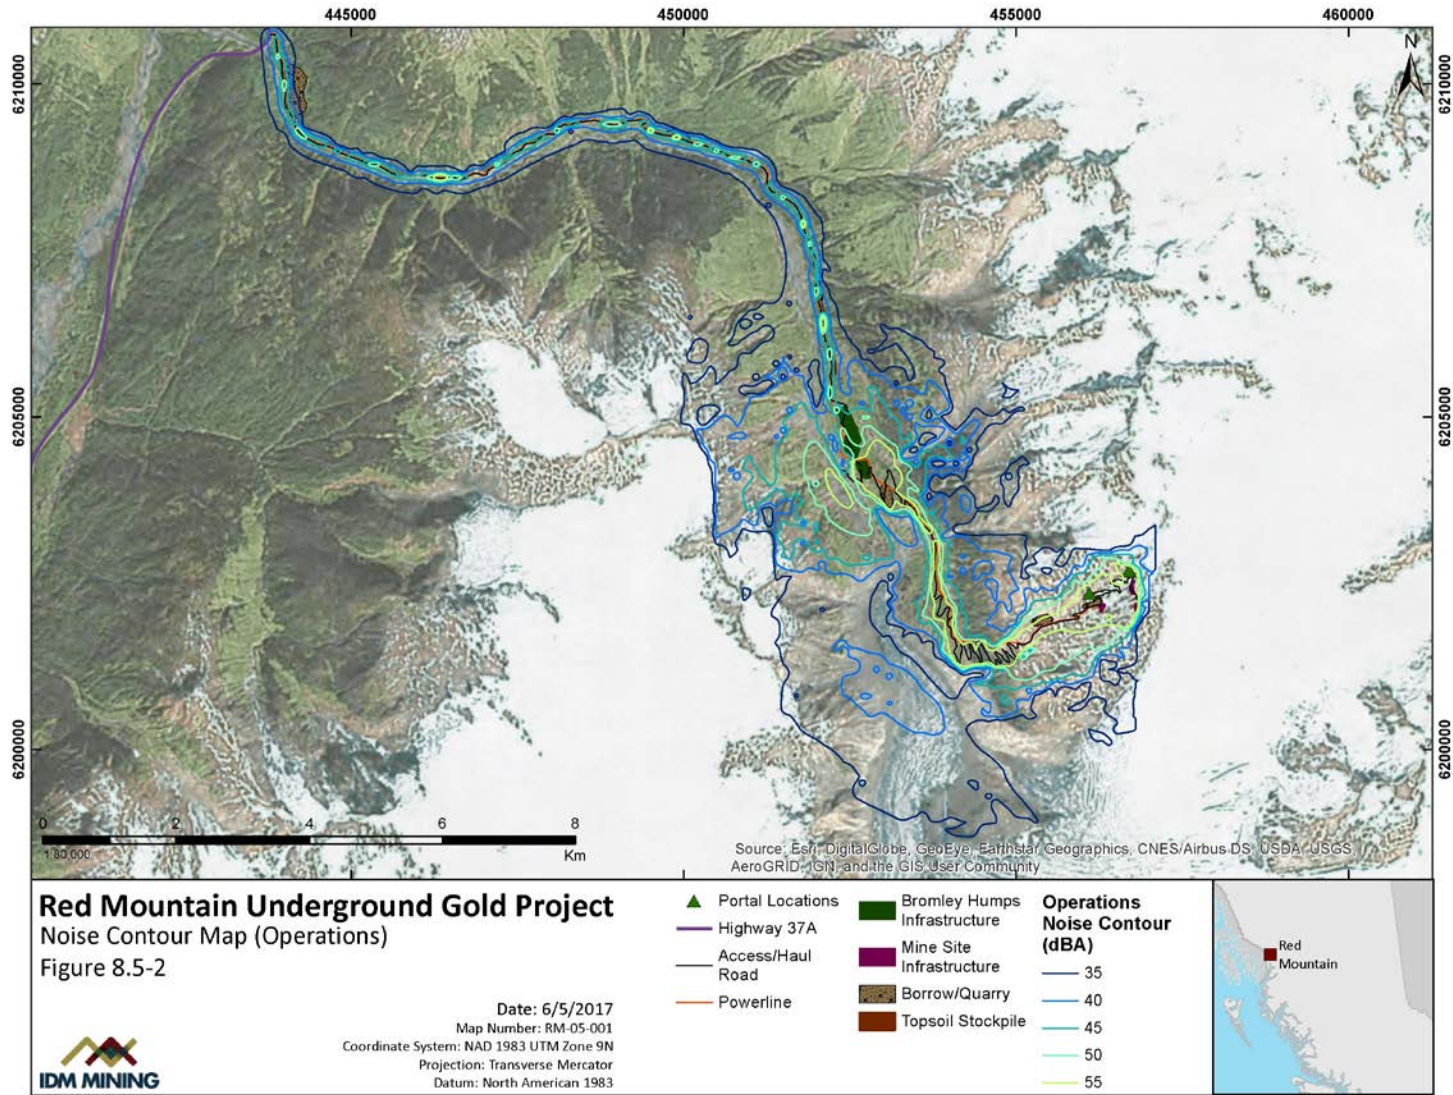 445000
450000
455000
460000
6210000
6210000
6205000
6205000
6200000
6200000
N
0
2
4
6
8
1:80,000
Km
Source: Esri, DigitalGlobe, GeoEye, Earthstar Geographics, CNES/Airbus DS, USDA, USGS,
AeroGRID, IGN, and the GIS User Community
Red Mountain Underground Gold Project
Noise Contour Map (Operations)
Figure 8.5-2
Date: 6/5/2017
Map Number: RM-05-001
Coordinate System: NAD 1983 UTM Zone 9N
Projection: Transverse Mercator
Datum: North American 1983
IDM MINING
Portal Locations
Highway 37A
Access/Haul
Road
Powerline
Bromley Humps
Infrastructure
Mine Site
Infrastructure
Borrow/Quarry
Topsoil Stockpile
Operations
Noise Contour
(dBA)
35
40
45
50
55
Red
Mountain